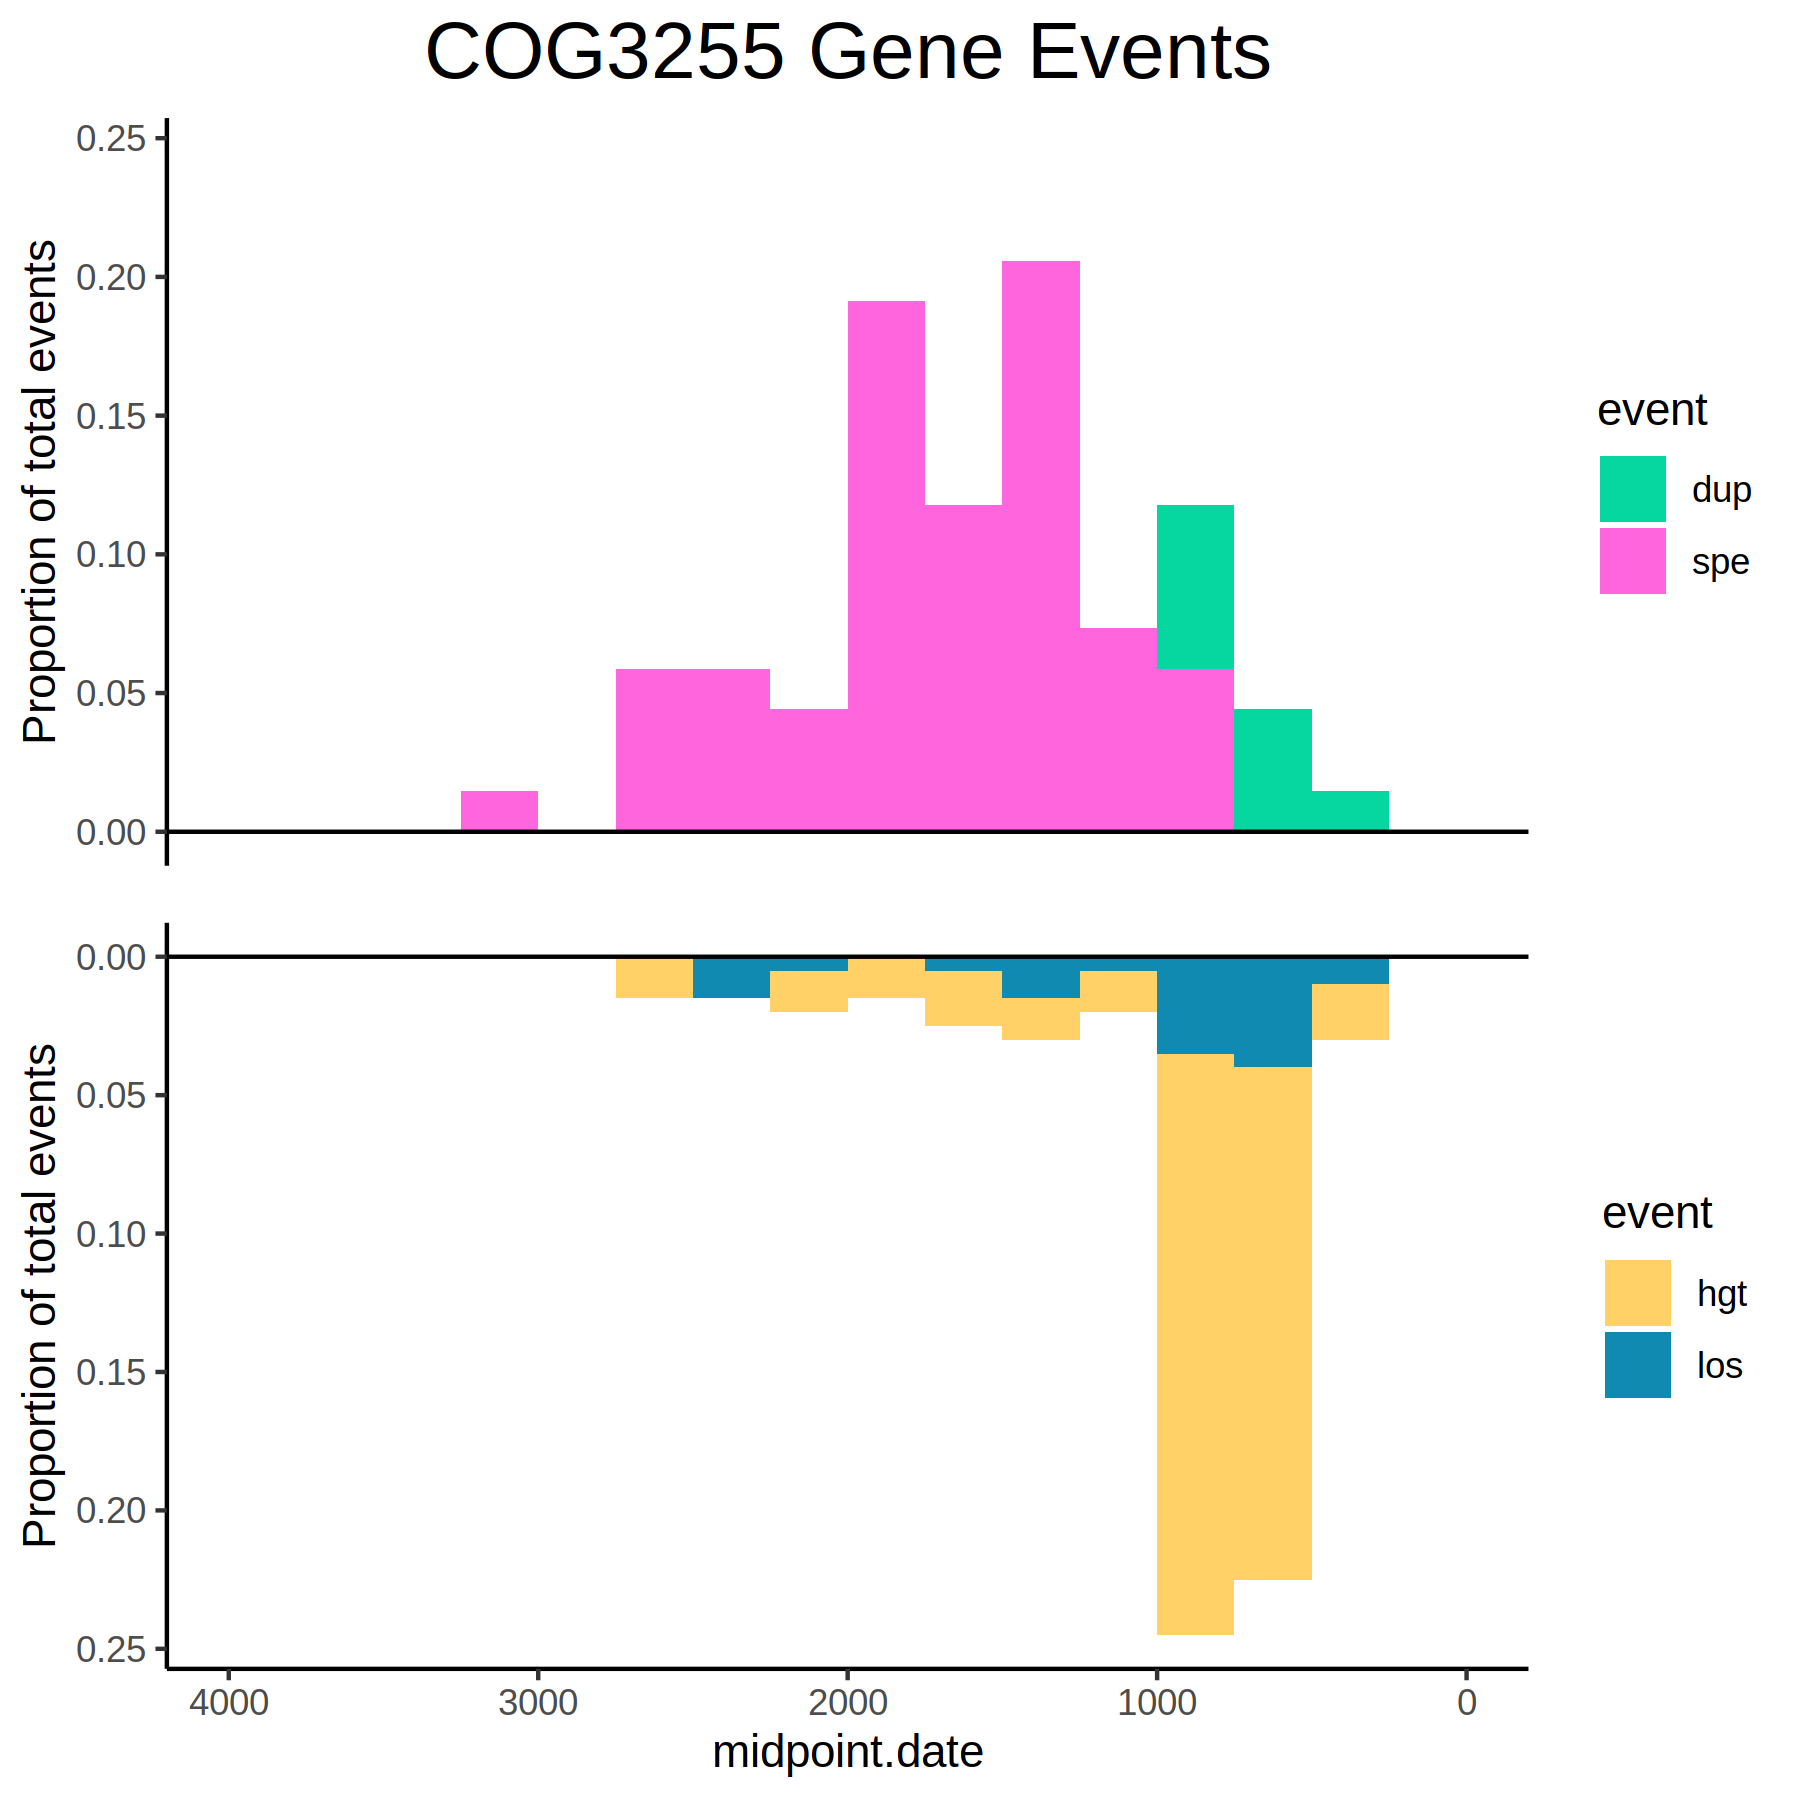 COG3255 Gene Events
Proportion of total events
0.25
0.20
0.15
0.10
0.05
0.00
event
dup
spe
Proportion of total events
0.00
0.05
0.10
0.15
0.20
0.25
4000 3000 2000 1000 0
midpoint.date
event
hgt
los